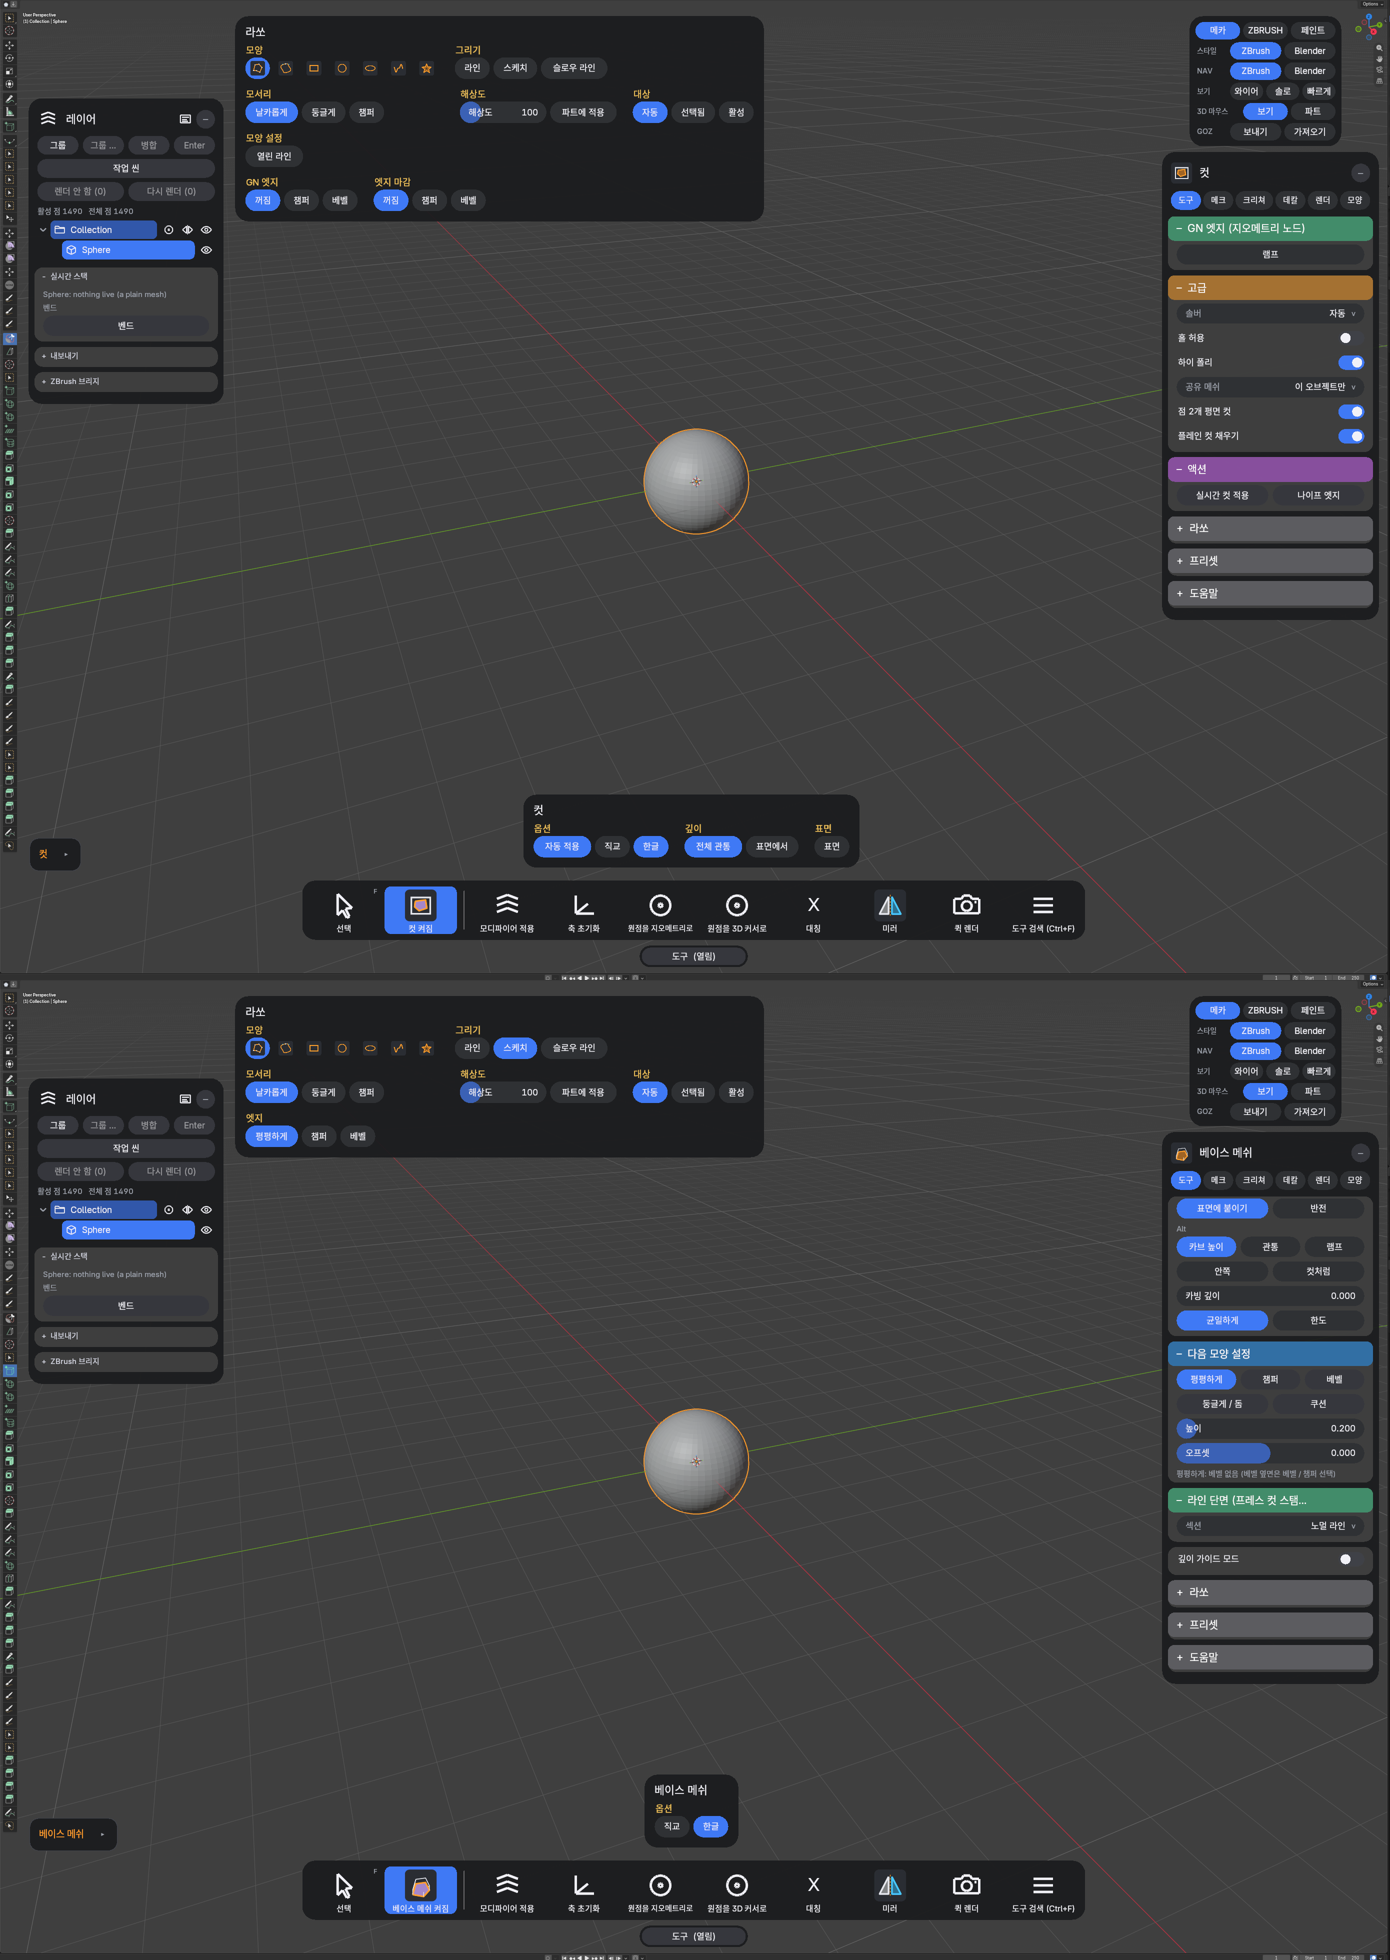 Options
User Perspective
(1) Collection | Sphere
라쏘
모양
그리기
라인 스케치 슬로우 라인
모서리
해상도
대상
날카롭게 둥글게 챔퍼
해상도 100 파트에 적용
자동 선택됨 활성
모양 설정
열린 라인
GN 엣지
엣지 마감
꺼짐 챔퍼 베벨
꺼짐 챔퍼 베벨
메카 ZBRUSH 페인트
스타일 ZBrush Blender
NAV ZBrush Blender
보기 와이어 솔로 빠르게
3D 마우스 보기 파트
GOZ 보내기 가져오기
레이어
그룹 그룹 ... 병합 Enter
작업 씬
렌더 안 함 (0) 다시 렌더 (0)
활성 점 1490 전체 점 1490
Collection
Sphere
- 실시간 스택
Sphere: nothing live (a plain mesh)
벤드
벤드
+ 내보내기
+ ZBrush 브리지
컷
도구 메크 크리쳐 데칼 렌더 모양
− GN 엣지 (지오메트리 노드)
램프
− 고급
솔버 자동
홀 허용
하이 폴리
공유 메쉬 이 오브젝트만
점 2개 평면 컷
플레인 컷 채우기
− 액션
실시간 컷 적용 나이프 엣지
+ 라쏘
+ 프리셋
+ 도움말
컷
컷
옵션 깊이 표면
자동 적용 직교 한글 전체 관통 표면에서 표면
F
선택 컷 켜짐 모디파이어 적용 축 초기화 원점을 지오메트리로 원점을 3D 커서로 X 대칭 미러 퀵 렌더 도구 검색 (Ctrl+F)
도구 (열림)
1 Start 1 End 250
Options
User Perspective
(1) Collection | Sphere
라쏘
모양
그리기
라인 스케치 슬로우 라인
모서리
해상도
대상
날카롭게 둥글게 챔퍼
해상도 100 파트에 적용
자동 선택됨 활성
엣지
평평하게 챔퍼 베벨
메카 ZBRUSH 페인트
스타일 ZBrush Blender
NAV ZBrush Blender
보기 와이어 솔로 빠르게
3D 마우스 보기 파트
GOZ 보내기 가져오기
레이어
그룹 그룹 ... 병합 Enter
작업 씬
렌더 안 함 (0) 다시 렌더 (0)
활성 점 1490 전체 점 1490
Collection
Sphere
- 실시간 스택
Sphere: nothing live (a plain mesh)
벤드
벤드
+ 내보내기
+ ZBrush 브리지
베이스 메쉬
도구 메크 크리쳐 데칼 렌더 모양
표면에 붙이기 반전
Alt
카브 높이 관통 램프
안쪽 컷처럼
카빙 깊이 0.000
균일하게 한도
− 다음 모양 설정
평평하게 챔퍼 베벨
둥글게 / 돔 쿠션
높이 0.200
오프셋 0.000
평평하게: 베벨 없음 (베벨 옆면은 베벨 / 챔퍼 선택)
− 라인 단면 (프레스 컷 스탬...
섹션 노멀 라인
깊이 가이드 모드
+ 라쏘
+ 프리셋
+ 도움말
베이스 메쉬
베이스 메쉬
옵션
직교 한글
F
선택 베이스 메쉬 켜짐 모디파이어 적용 축 초기화 원점을 지오메트리로 원점을 3D 커서로 X 대칭 미러 퀵 렌더 도구 검색 (Ctrl+F)
도구 (열림)